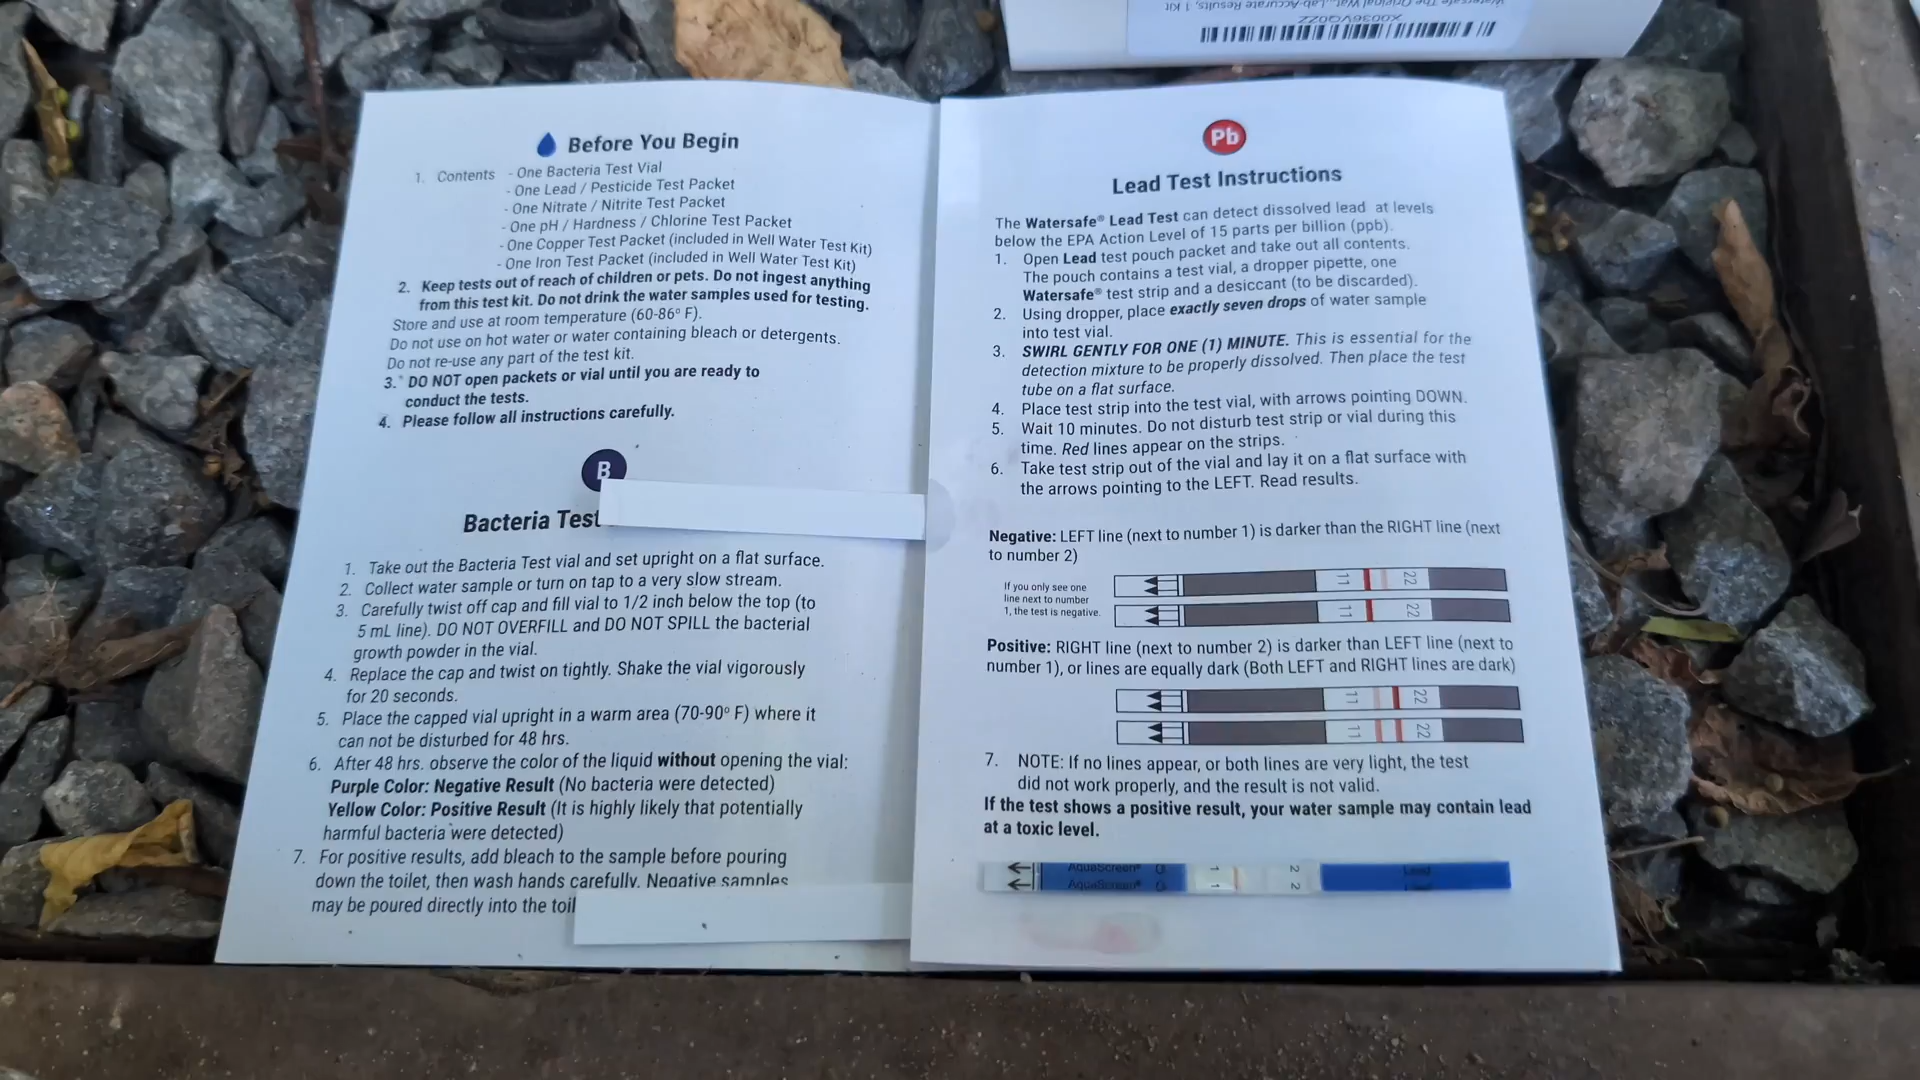 Watersafe The Original Wat...Lab-Accurate Results, 1 Kit
X0036VQ0ZZ
Before You Begin
1. Contents - One Bacteria Test Vial
- One Lead / Pesticide Test Packet
- One Nitrate / Nitrite Test Packet
- One pH / Hardness / Chlorine Test Packet
- One Copper Test Packet (included in Well Water Test Kit)
- One Iron Test Packet (included in Well Water Test Kit)
2. Keep tests out of reach of children or pets. Do not ingest anything
from this test kit. Do not drink the water samples used for testing.
Store and use at room temperature (60-86° F).
Do not use on hot water or water containing bleach or detergents.
Do not re-use any part of the test kit.
3. DO NOT open packets or vial until you are ready to
conduct the tests.
4. Please follow all instructions carefully.
B
Bacteria Test
1. Take out the Bacteria Test vial and set upright on a flat surface.
2. Collect water sample or turn on tap to a very slow stream.
3. Carefully twist off cap and fill vial to 1/2 inch below the top (to
5 mL line). DO NOT OVERFILL and DO NOT SPILL the bacterial
growth powder in the vial.
4. Replace the cap and twist on tightly. Shake the vial vigorously
for 20 seconds.
5. Place the capped vial upright in a warm area (70-90° F) where it
can not be disturbed for 48 hrs.
6. After 48 hrs. observe the color of the liquid without opening the vial:
Purple Color: Negative Result (No bacteria were detected)
Yellow Color: Positive Result (It is highly likely that potentially
harmful bacteria were detected)
7. For positive results, add bleach to the sample before pouring
down the toilet, then wash hands carefully. Negative samples
may be poured directly into the toil
Pb
Lead Test Instructions
The Watersafe® Lead Test can detect dissolved lead at levels
below the EPA Action Level of 15 parts per billion (ppb).
1. Open Lead test pouch packet and take out all contents.
The pouch contains a test vial, a dropper pipette, one
Watersafe® test strip and a desiccant (to be discarded).
2. Using dropper, place exactly seven drops of water sample
into test vial.
3. SWIRL GENTLY FOR ONE (1) MINUTE. This is essential for the
detection mixture to be properly dissolved. Then place the test
tube on a flat surface.
4. Place test strip into the test vial, with arrows pointing DOWN.
5. Wait 10 minutes. Do not disturb test strip or vial during this
time. Red lines appear on the strips.
6. Take test strip out of the vial and lay it on a flat surface with
the arrows pointing to the LEFT. Read results.
Negative: LEFT line (next to number 1) is darker than the RIGHT line (next
to number 2)
If you only see one
line next to number
1, the test is negative.
11 22
11 22
Positive: RIGHT line (next to number 2) is darker than LEFT line (next to
number 1), or lines are equally dark (Both LEFT and RIGHT lines are dark)
11 22
11 22
7. NOTE: If no lines appear, or both lines are very light, the test
did not work properly, and the result is not valid.
If the test shows a positive result, your water sample may contain lead
at a toxic level.
AquaScreen® 1 2 Lead
AquaScreen® 1 2